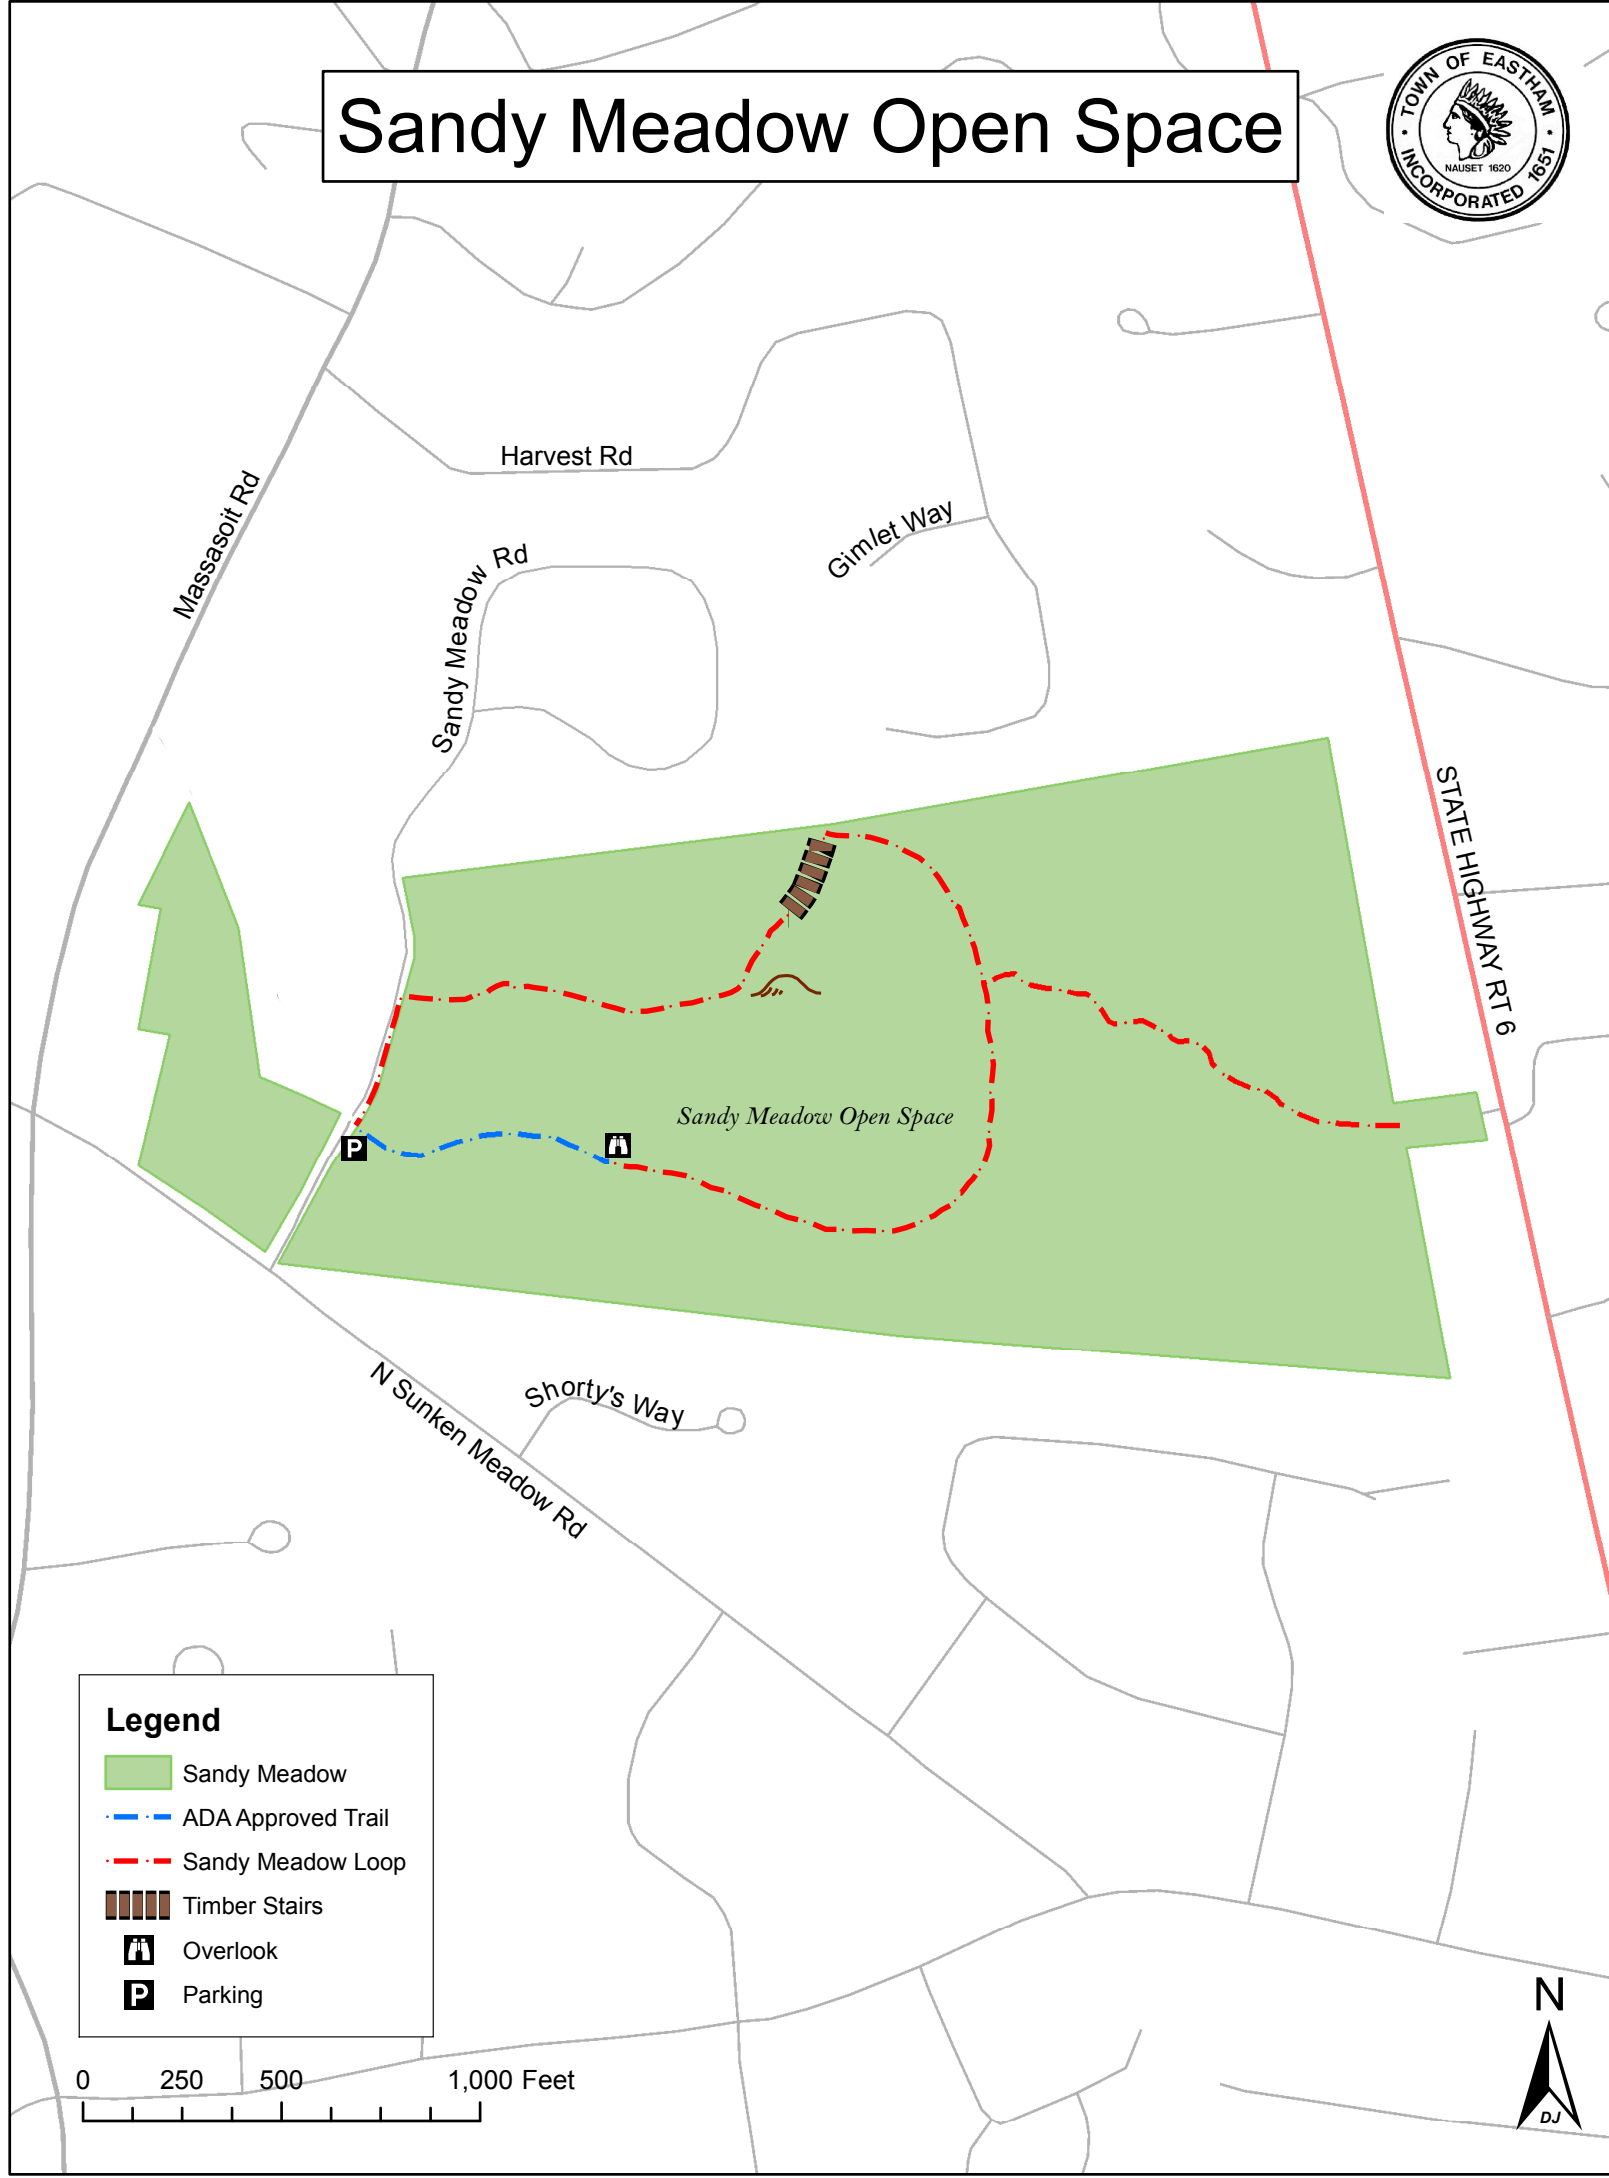 Sandy Meadow Open Space
TOWN OF EASTHAM
NAUSET 1620
INCORPORATED 1651
Harvest Rd
Massasoit Rd
Gimlet Way
Sandy Meadow Rd
STATE HIGHWAY RT 6
Sandy Meadow Open Space
P
N Sunken Meadow Rd
Shorty's Way
Legend
Sandy Meadow
ADA Approved Trail
Sandy Meadow Loop
Timber Stairs
Overlook
P Parking
0 250 500 1,000 Feet
N
DJ